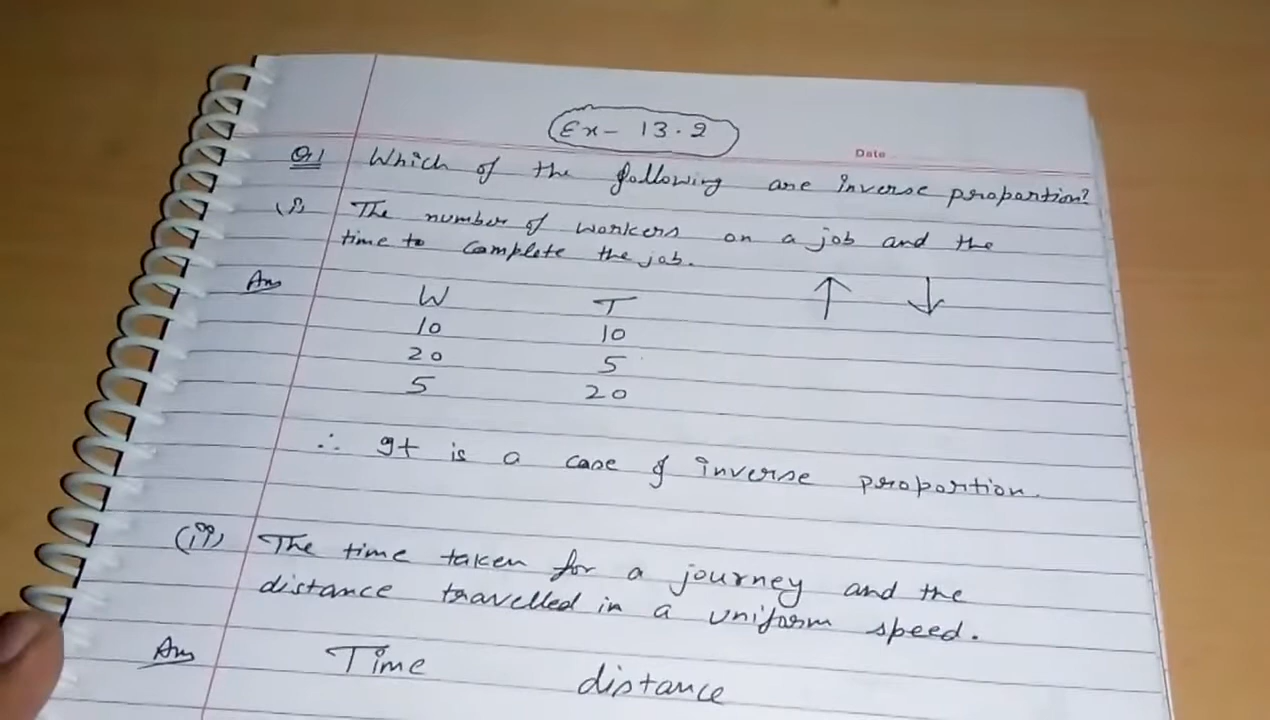 Ex- 13.2
Date
Q1 Which of the following are inverse proportion?
(i) The number of workers on a job and the
time to complete the job.
Ans W T ↑ ↓
10 10
20 5
5 20
∴ It is a case of inverse proportion.
(ii) The time taken for a journey and the
distance travelled in a uniform speed.
Ans Time distance